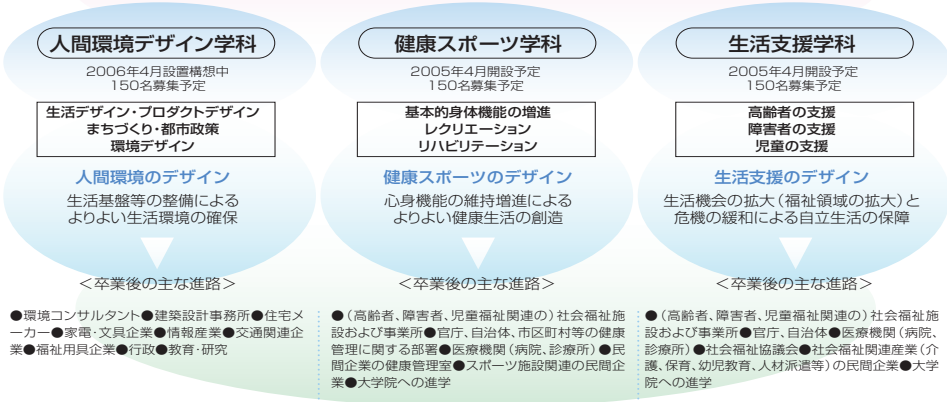 人間環境デザイン学科
2006年4月設置構想中
150名募集予定
生活デザイン・プロダクトデザイン
まちづくり・都市政策
環境デザイン
人間環境のデザイン
生活基盤等の整備による
よりよい生活環境の確保
＜卒業後の主な進路＞
●環境コンサルタント●建築設計事務所●住宅メ
ーカー●家電・文具企業●情報産業●交通関連企
業●福祉用具企業●行政●教育・研究
健康スポーツ学科
2005年4月開設予定
150名募集予定
基本的身体機能の増進
レクリエーション
リハビリテーション
健康スポーツのデザイン
心身機能の維持増進による
よりよい健康生活の創造
＜卒業後の主な進路＞
●（高齢者、障害者、児童福祉関連の）社会福祉施
設および事業所●官庁、自治体、市区町村等の健康
管理に関する部署●医療機関（病院、診療所）●民
間企業の健康管理室●スポーツ施設関連の民間企
業●大学院への進学
生活支援学科
2005年4月開設予定
150名募集予定
高齢者の支援
障害者の支援
児童の支援
生活支援のデザイン
生活機会の拡大（福祉領域の拡大）と
危機の緩和による自立生活の保障
＜卒業後の主な進路＞
●（高齢者、障害者、児童福祉関連の）社会福祉施
設および事業所●官庁、自治体●医療機関（病院、
診療所）●社会福祉協議会●社会福祉関連産業（介
護、保育、幼児教育、人材派遣等）の民間企業●大学
院への進学